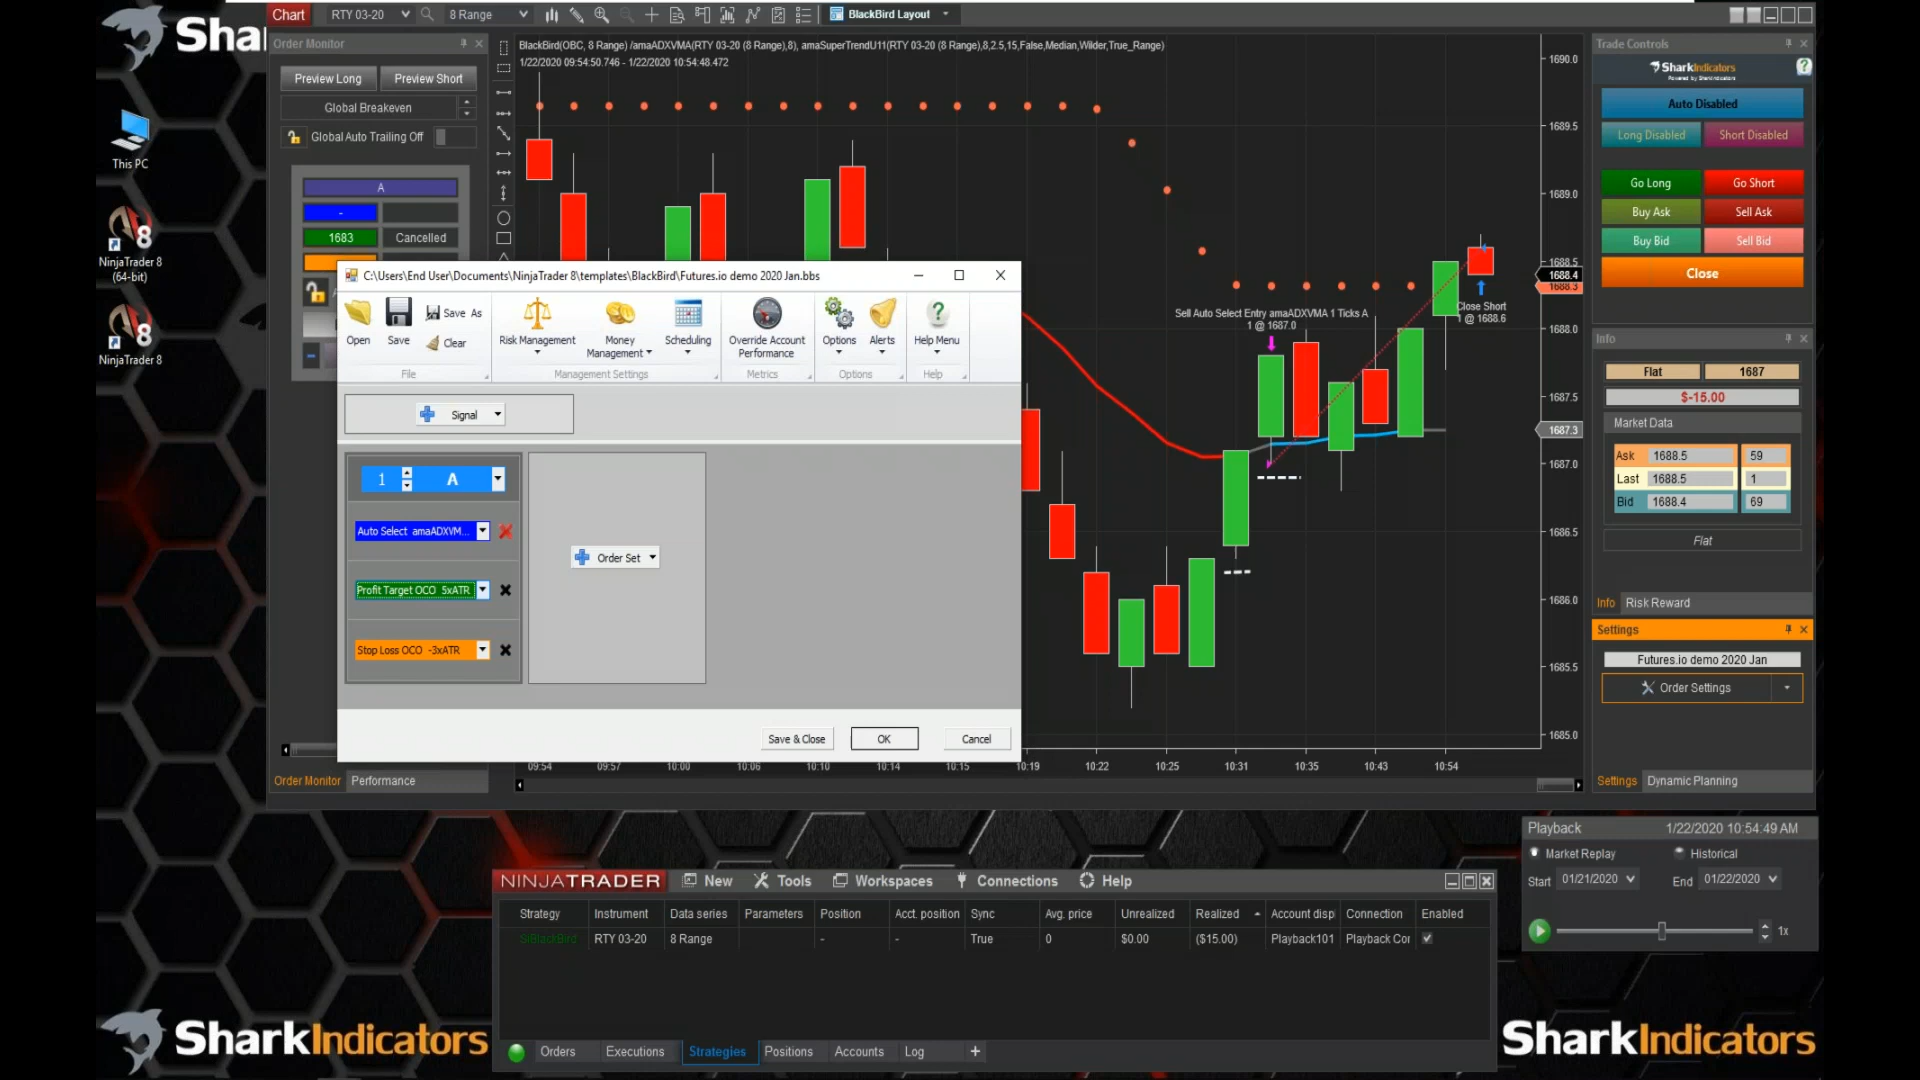 Shar
Chart
RTY 03-20
8 Range
BlackBird Layout
Order Monitor
Preview Long
Preview Short
Global Breakeven
Global Auto Trailing Off
A
-
1683
Cancelled
Order Monitor
Performance
This PC
NinjaTrader 8
(64-bit)
NinjaTrader 8
BlackBird(OBC, 8 Range) /amaADXVMA(RTY 03-20 (8 Range),8), amaSuperTrendU11(RTY 03-20 (8 Range),8,2.5,15,False,Median,Wilder,True_Range)
1/22/2020 09:54:50.746 - 1/22/2020 10:54:48.472
Sell Auto Select Entry amaADXVMA 1 Ticks A
1 @ 1687.0
Close Short
1 @ 1688.6
1690.0
1689.5
1689.0
1688.5
1688.4
1688.3
1688.0
1687.5
1687.3
1687.0
1686.5
1686.0
1685.5
1685.0
09:54
09:57
10:00
10:06
10:10
10:14
10:15
10:19
10:22
10:25
10:31
10:35
10:43
10:54
C:\Users\End User\Documents\NinjaTrader 8\templates\BlackBird\Futures.io demo 2020 Jan.bbs
Open
Save
Save As
Clear
File
Risk Management
Money
Management
Scheduling
Management Settings
Override Account
Performance
Metrics
Options
Alerts
Options
Help Menu
Help
Signal
1
A
Auto Select amaADXVM...
Profit Target OCO 5xATR
Stop Loss OCO -3xATR
Order Set
Save & Close
OK
Cancel
Trade Controls
SharkIndicators
Powered by SharkIndicators
Auto Disabled
Long Disabled
Short Disabled
Go Long
Go Short
Buy Ask
Sell Ask
Buy Bid
Sell Bid
Close
Info
Flat
1687
$-15.00
Market Data
Ask
1688.5
59
Last
1688.5
1
Bid
1688.4
69
Flat
Info
Risk Reward
Settings
Futures.io demo 2020 Jan
Order Settings
Settings
Dynamic Planning
Playback
1/22/2020 10:54:49 AM
Market Replay
Historical
Start
01/21/2020
End
01/22/2020
1x
NINJATRADER
New
Tools
Workspaces
Connections
Help
Strategy
Instrument
Data series
Parameters
Position
Acct. position
Sync
Avg. price
Unrealized
Realized
Account disp
Connection
Enabled
SiBlackBird
RTY 03-20
8 Range
-
-
True
0
$0.00
($15.00)
Playback101
Playback Cor
Orders
Executions
Strategies
Positions
Accounts
Log
+
SharkIndicators
SharkIndicators